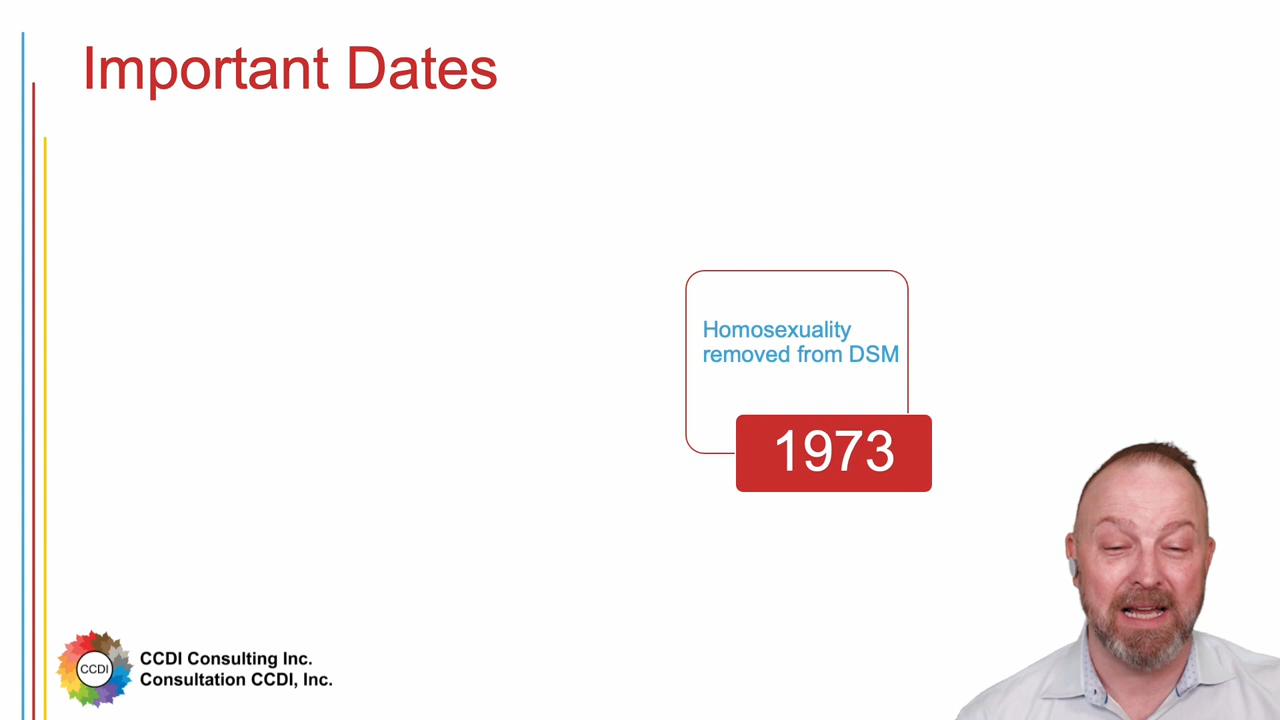 Important Dates
Homosexuality
removed from DSM
1973
CCDI
CCDI Consulting Inc.
Consultation CCDI, Inc.